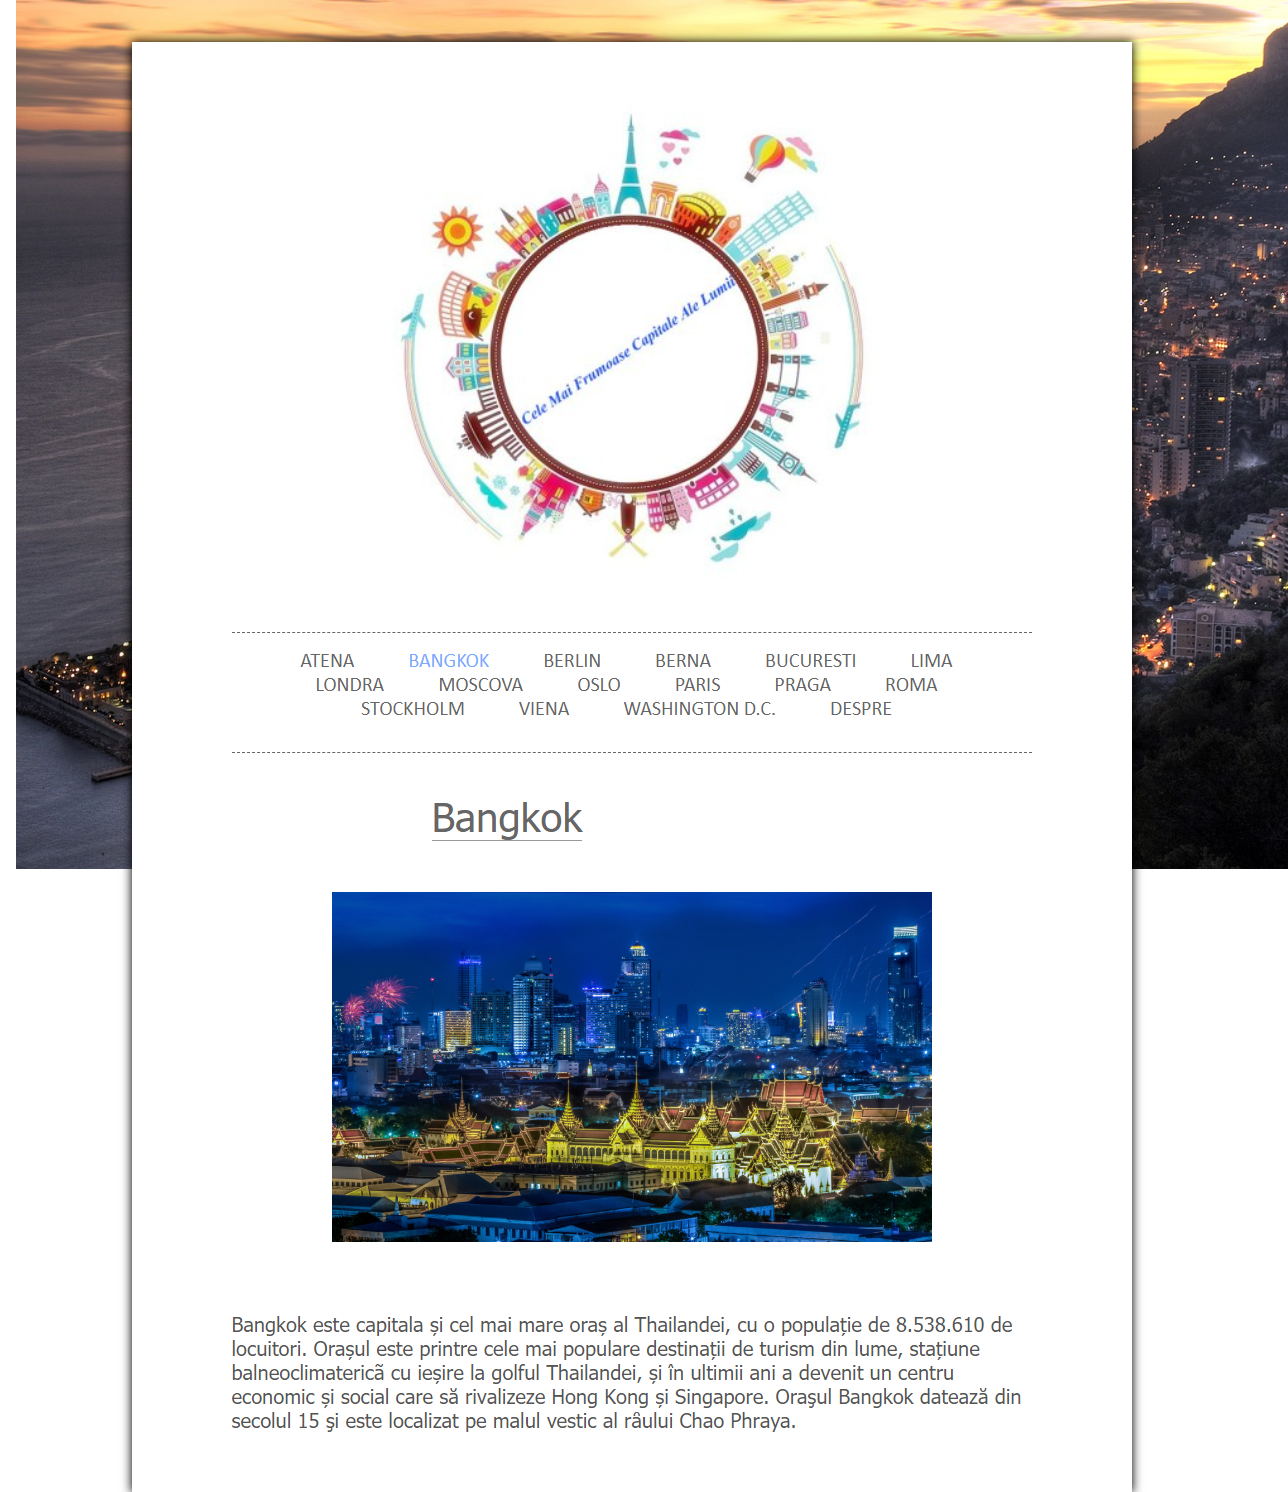 Cele Mai Frumoase Capitale Ale Lumii
ATENA BANGKOK BERLIN BERNA BUCURESTI LIMA
LONDRA MOSCOVA OSLO PARIS PRAGA ROMA
STOCKHOLM VIENA WASHINGTON D.C. DESPRE
Bangkok
Bangkok este capitala și cel mai mare oraș al Thailandei, cu o populație de 8.538.610 de
locuitori. Orașul este printre cele mai populare destinații de turism din lume, stațiune
balneoclimatericã cu ieșire la golful Thailandei, și în ultimii ani a devenit un centru
economic și social care să rivalizeze Hong Kong și Singapore. Oraşul Bangkok datează din
secolul 15 şi este localizat pe malul vestic al râului Chao Phraya.